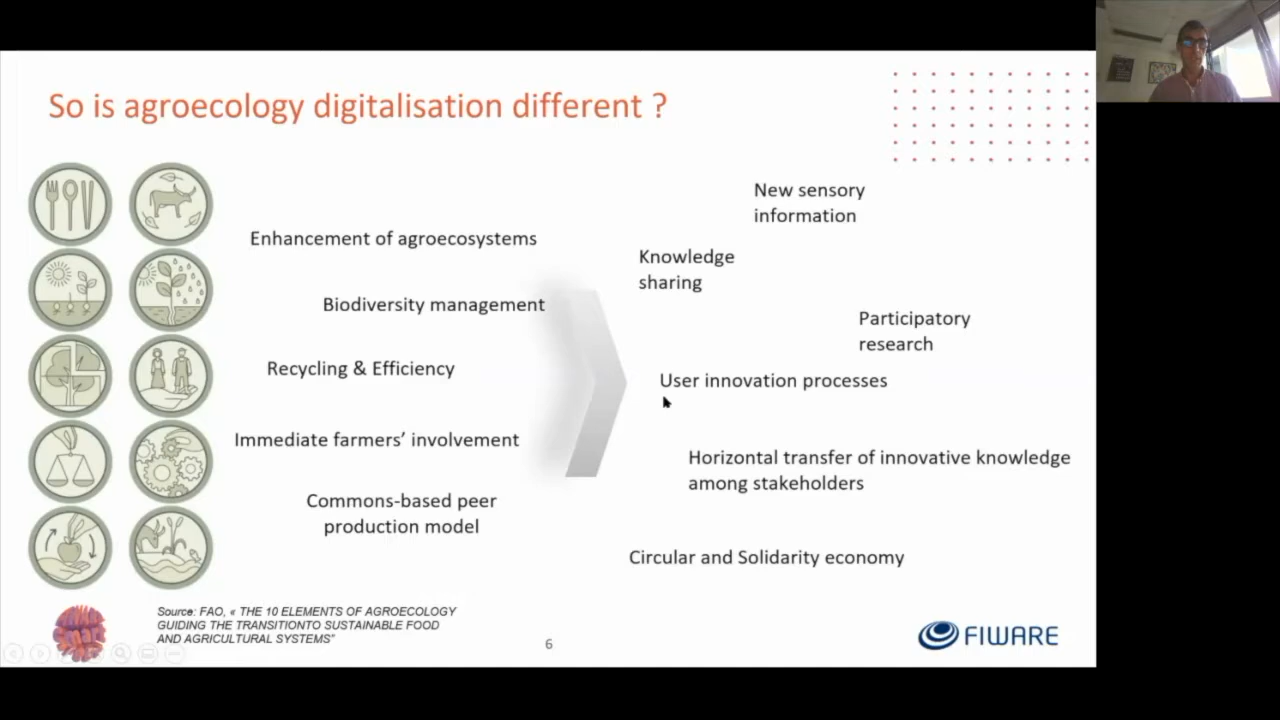 So is agroecology digitalisation different ?
Enhancement of agroecosystems
Biodiversity management
Recycling & Efficiency
Immediate farmers’ involvement
Commons-based peer
production model
New sensory
information
Knowledge
sharing
Participatory
research
User innovation processes
Horizontal transfer of innovative knowledge
among stakeholders
Circular and Solidarity economy
Source: FAO, « THE 10 ELEMENTS OF AGROECOLOGY
GUIDING THE TRANSITIONTO SUSTAINABLE FOOD
AND AGRICULTURAL SYSTEMS”
6
FIWARE